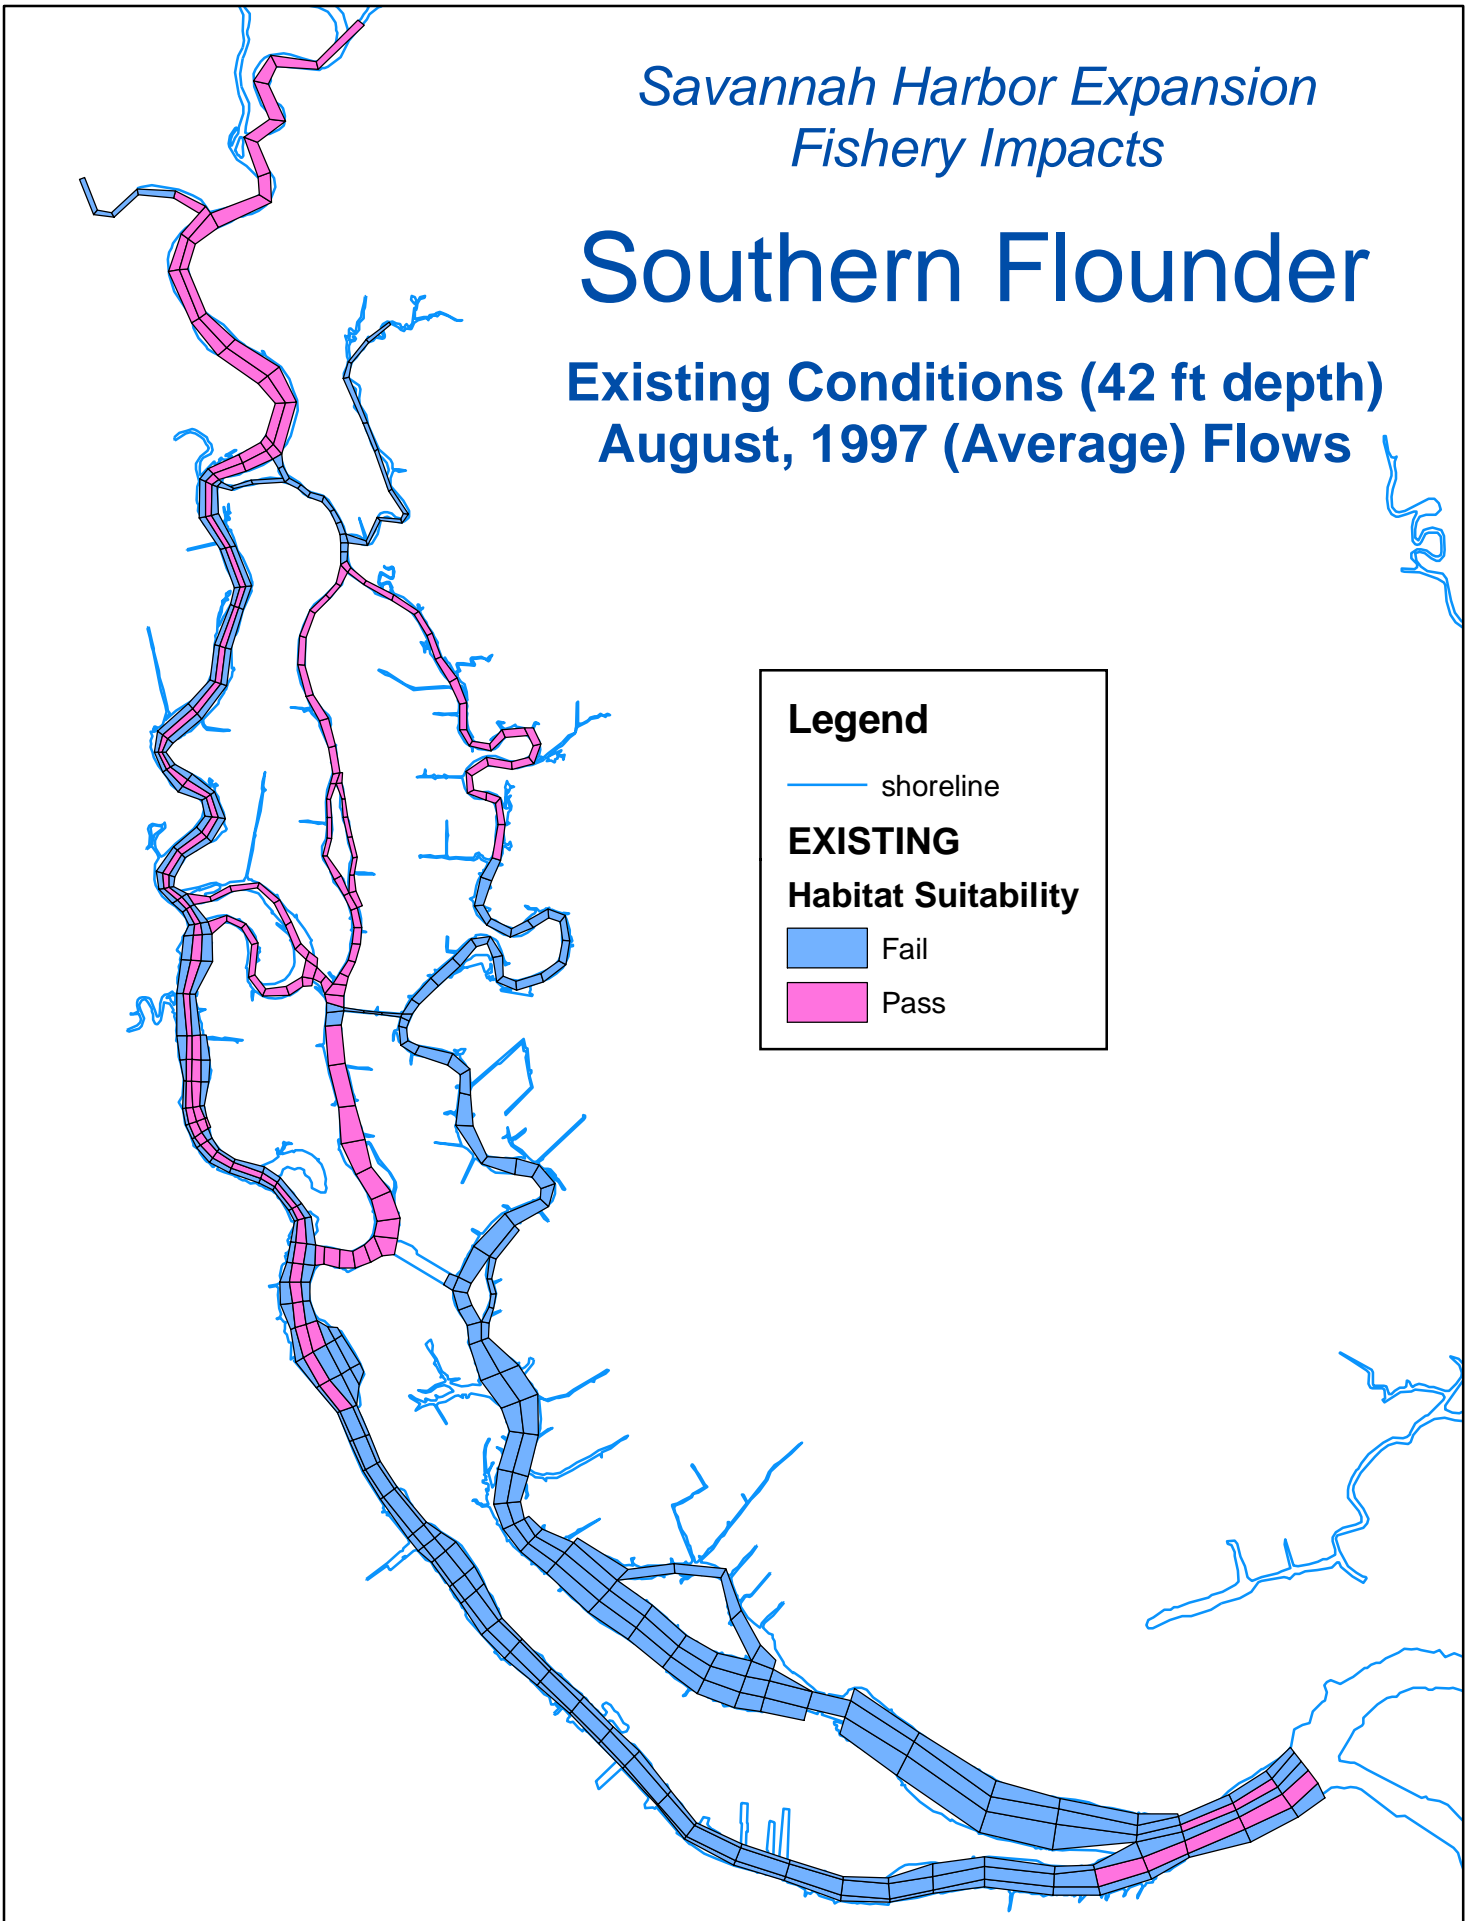 Savannah Harbor Expansion
Fishery Impacts
Southern Flounder
Existing Conditions (42 ft depth)
August, 1997 (Average) Flows
Legend
shoreline
EXISTING
Habitat Suitability
Fail
Pass